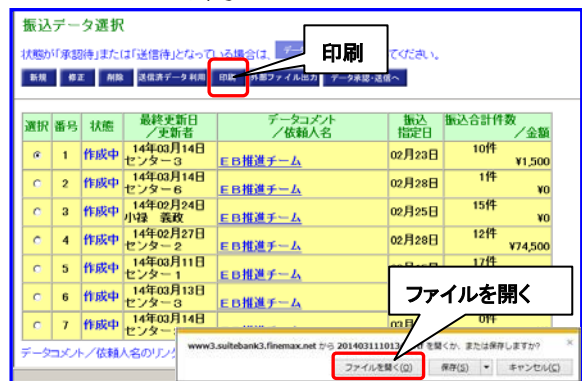 振込データ選択
状態が「承認待」または「送信待」となっている場合は、 データ てください。
印刷
新規 修正 削除 送信済データ利用 印刷 外部ファイル出力 データ承認・送信へ
選択 番号 状態 最終更新日／更新者 データコメント／依頼人名 振込指定日 振込合計件数／金額
1 作成中 14年03月14日 センター3 EB推進チーム 02月23日 10件 ¥1,500
2 作成中 14年03月14日 センター6 EB推進チーム 02月28日 1件 ¥0
3 作成中 14年02月24日 小禄 義政 EB推進チーム 02月25日 15件 ¥0
4 作成中 14年02月27日 センター2 EB推進チーム 02月28日 12件 ¥74,500
5 作成中 14年03月11日 センター1 EB推進チーム 17件
6 作成中 14年03月13日 センター3 EB推進チーム
ファイルを開く
7 作成中 14年03月14日 センター EB推進チーム 03月 0件
データコメント／依頼人名のリン
www3.suitebank3.finemax.net から を開くか、または保存しますか?
ファイルを開く(O) 保存(S) キャンセル(C)